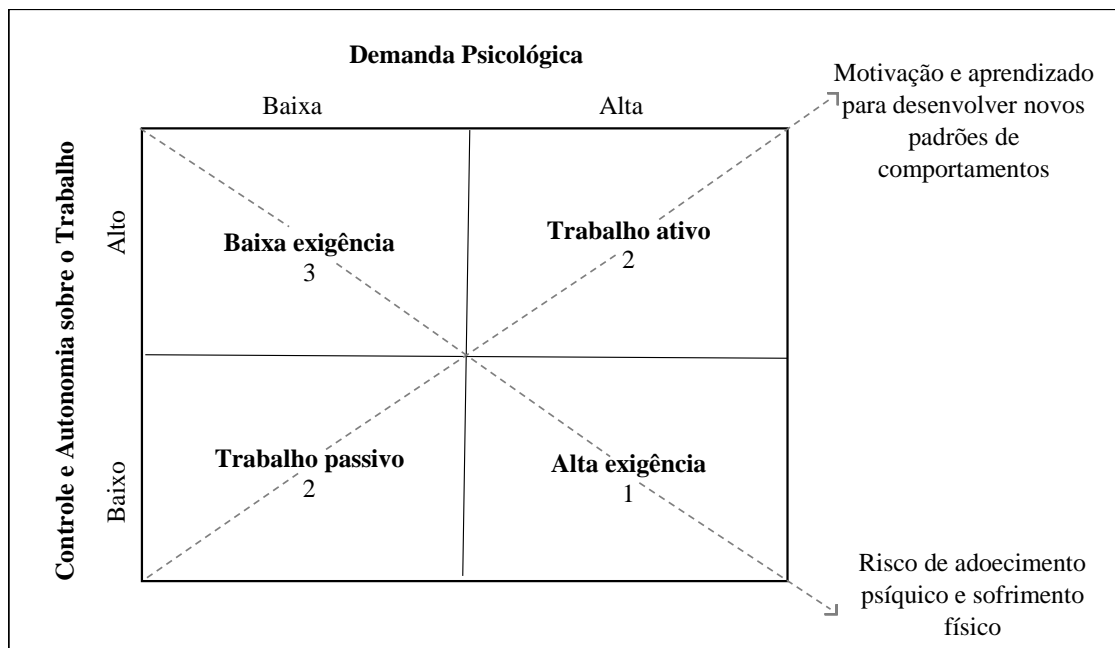 Demanda Psicológica
Baixa
Alta
Motivação e aprizado
para desenvolver novos
padrões de
comportamentos
Controle e Autonomia sobre o Trabalho
Alto
Baixa exigência
3
Trabalho ativo
2
Baixo
Trabalho passivo
2
Alta exigência
1
Risco de adoecimento
psíquico e sofrimento
físico